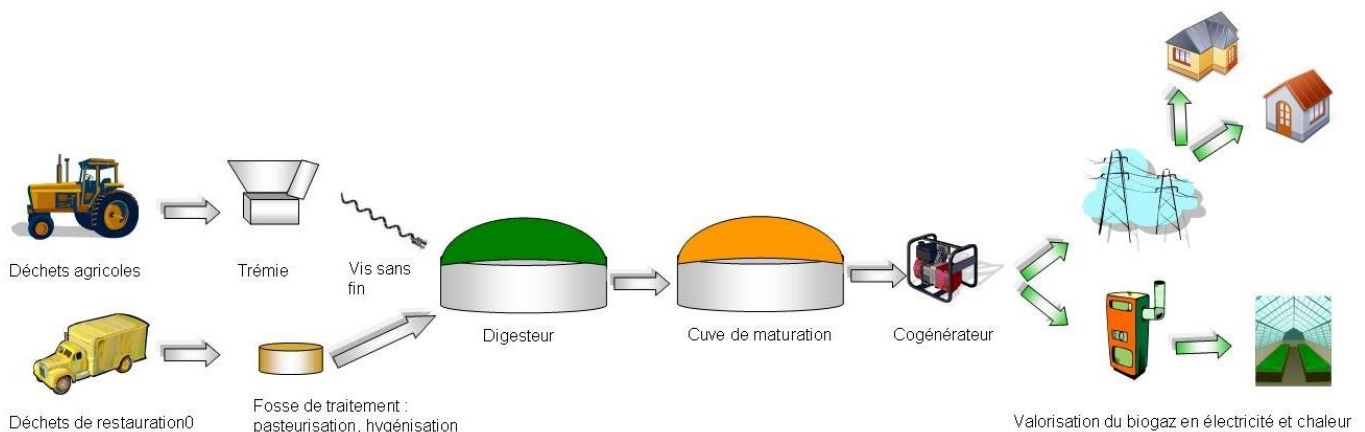 Déchets agricoles
Trémie
Vis sans
fin
Digesteur
Cuve de maturation
Cogénérateur
Déchets de restauration0
Fosse de traitement :
pasteurisation, hygénisation
Valorisation du biogaz en électricité et chaleur